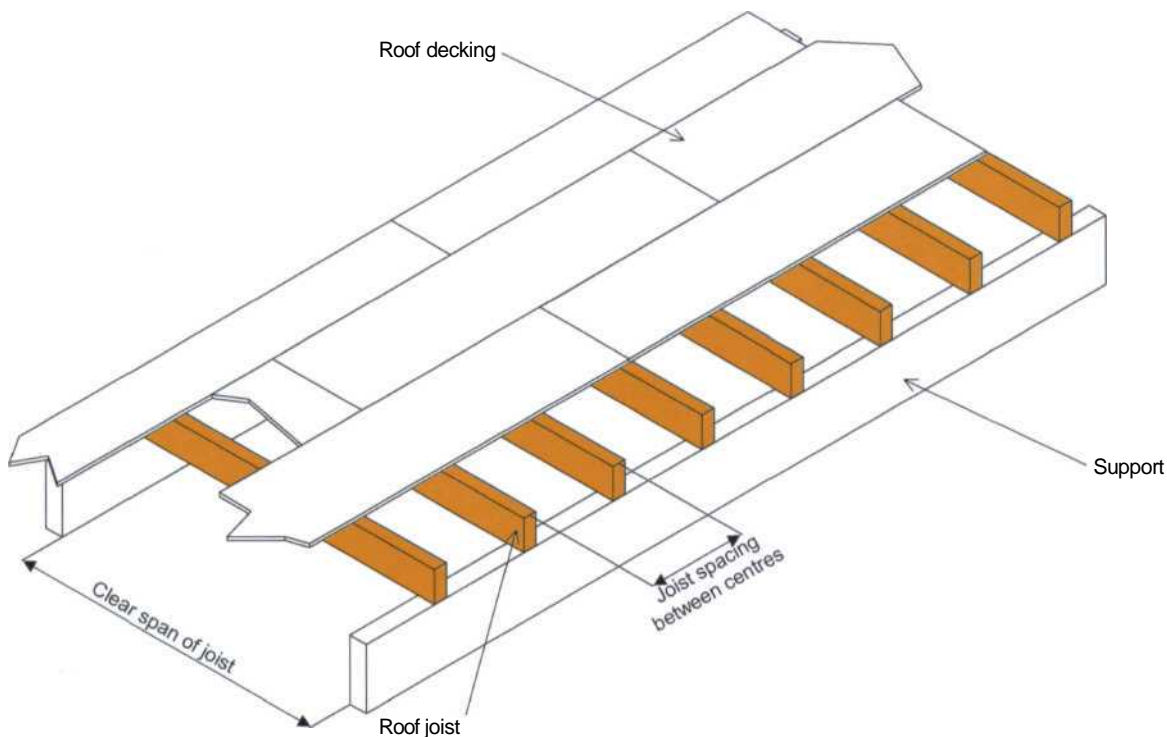 Roof decking
Support
Joist spacing
between centres
Clear span of joist
Roof joist